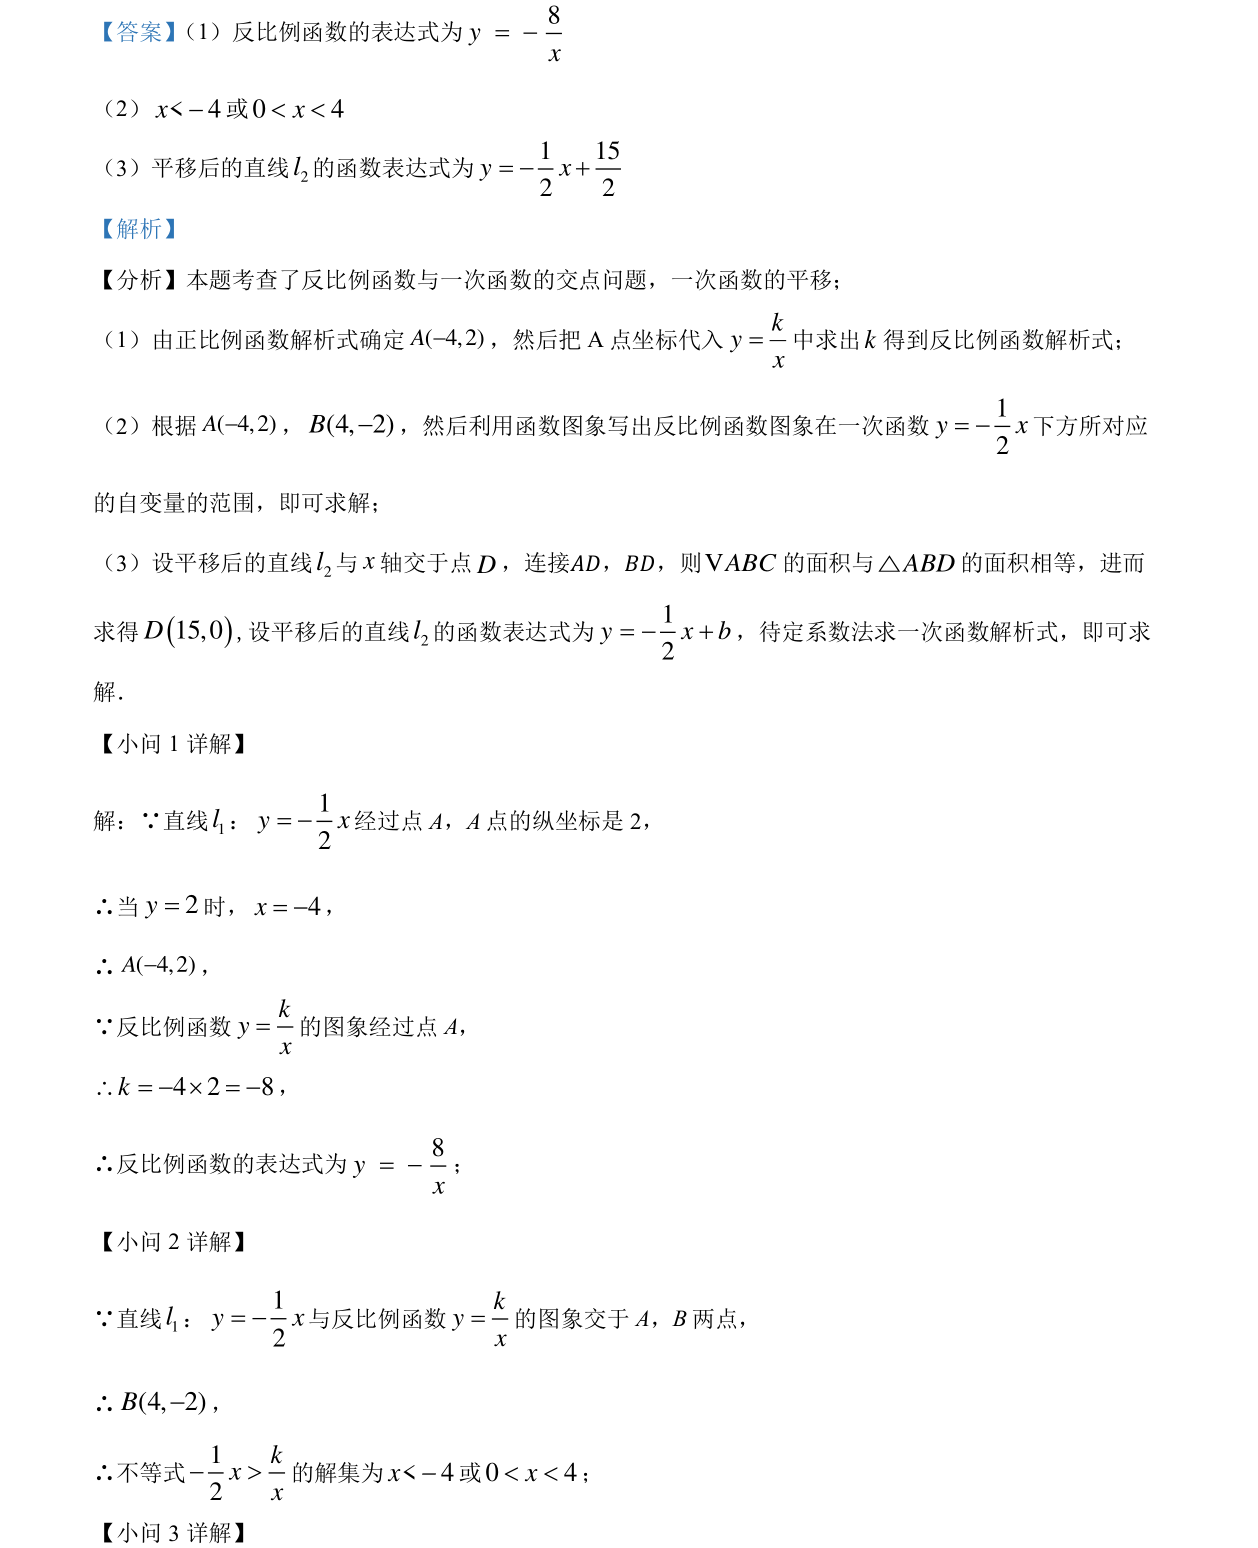 【答案】（1）反比例函数的表达式为 y = −8/x
（2） x< −4 或 0 < x < 4
（3）平移后的直线 l₂ 的函数表达式为 y = −1/2 x + 15/2
【解析】
【分析】本题考查了反比例函数与一次函数的交点问题，一次函数的平移；
（1）由正比例函数解析式确定 A(−4,2)，然后把 A 点坐标代入 y = k/x 中求出 k 得到反比例函数解析式；
（2）根据 A(−4,2)， B(4,−2)，然后利用函数图象写出反比例函数图象在一次函数 y = −1/2 x 下方所对应
的自变量的范围，即可求解；
（3）设平移后的直线 l₂ 与 x 轴交于点 D，连接AD，BD，则VABC 的面积与 △ABD 的面积相等，进而
求得 D(15,0), 设平移后的直线 l₂ 的函数表达式为 y = −1/2 x + b，待定系数法求一次函数解析式，即可求
解．
【小问 1 详解】
解：∵直线 l₁： y = −1/2 x 经过点 A，A 点的纵坐标是 2，
∴当 y = 2 时， x = −4，
∴ A(−4,2)，
∵反比例函数 y = k/x 的图象经过点 A，
∴k = −4×2 = −8，
∴反比例函数的表达式为 y = −8/x；
【小问 2 详解】
∵直线 l₁： y = −1/2 x 与反比例函数 y = k/x 的图象交于 A，B 两点，
∴ B(4,−2)，
∴不等式 −1/2 x > k/x 的解集为 x< −4 或 0 < x < 4；
【小问 3 详解】